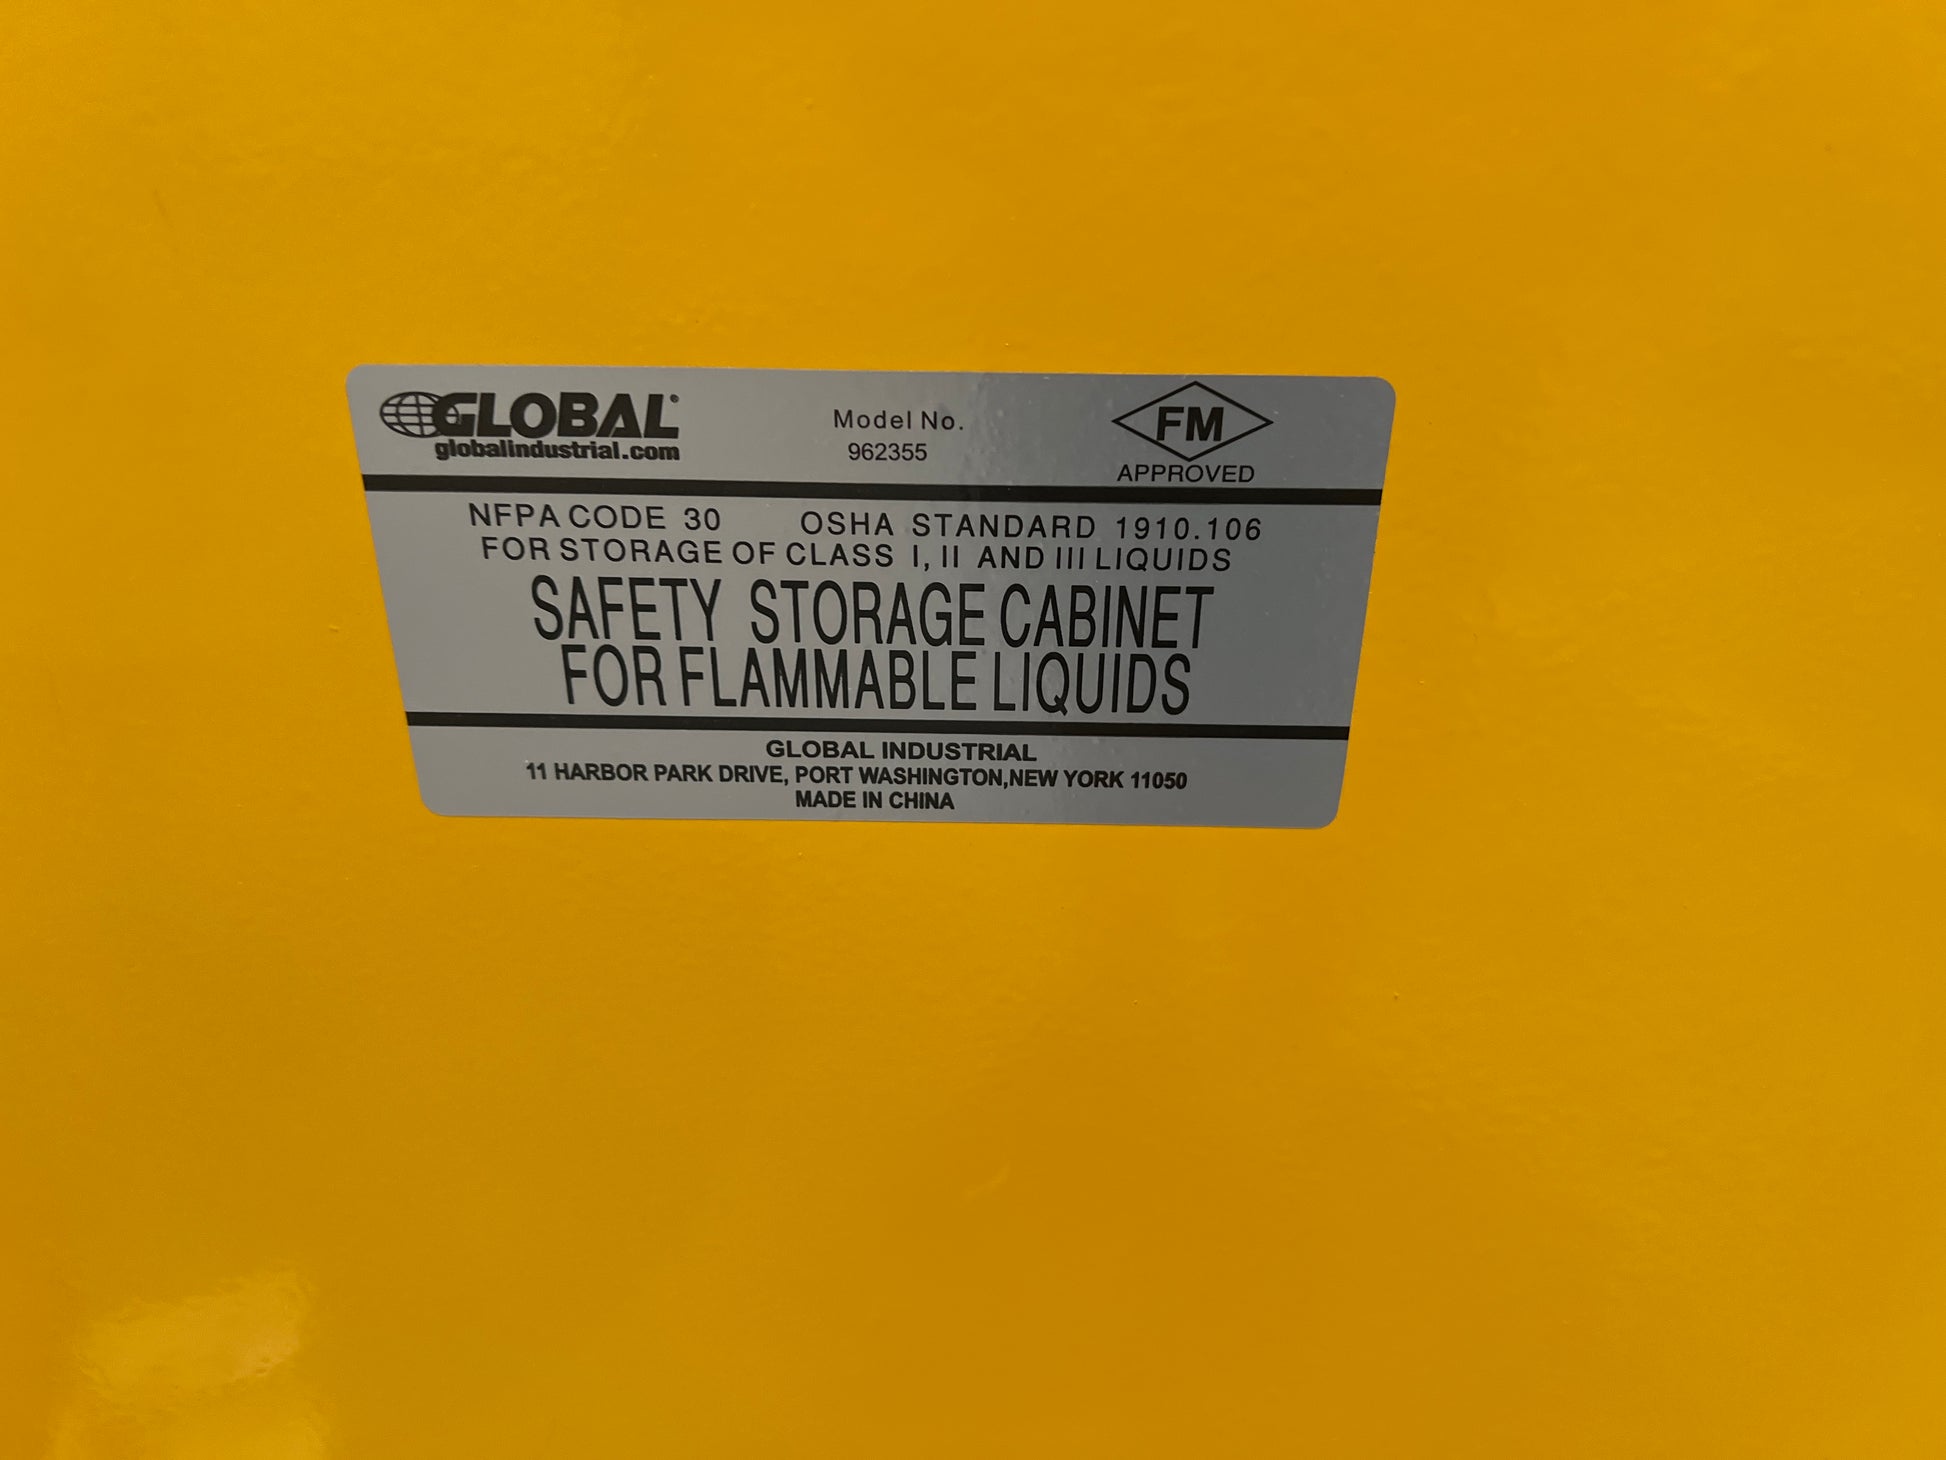 GLOBAL®
globalindustrial.com
Model No.
962355
FM
APPROVED
NFPA CODE 30 OSHA STANDARD 1910.106
FOR STORAGE OF CLASS I, II AND III LIQUIDS
SAFETY STORAGE CABINET
FOR FLAMMABLE LIQUIDS
GLOBAL INDUSTRIAL
11 HARBOR PARK DRIVE, PORT WASHINGTON,NEW YORK 11050
MADE IN CHINA